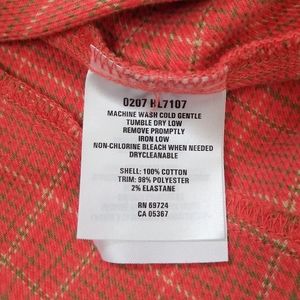 0207 HL7107
MACHINE WASH COLD GENTLE
TUMBLE DRY LOW
REMOVE PROMPTLY
IRON LOW
NON-CHLORINE BLEACH WHEN NEEDED
DRYCLEANABLE
SHELL: 100% COTTON
TRIM: 98% POLYESTER
2% ELASTANE
RN 69724
CA 05367